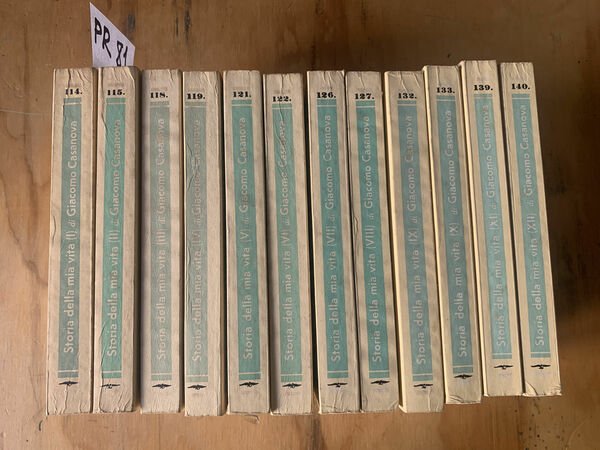 PR 81
114.
Storia della mia vita (I) di Giacomo Casanova
115.
Storia della mia vita (II) di Giacomo Casanova
118.
Storia della mia vita (III) di Giacomo Casanova
119.
Storia della mia vita (IV) di Giacomo Casanova
121.
Storia della mia vita (V) di Giacomo Casanova
122.
Storia della mia vita (VI) di Giacomo Casanova
126.
Storia della mia vita (VII) di Giacomo Casanova
127.
Storia della mia vita (VIII) di Giacomo Casanova
132.
Storia della mia vita (IX) di Giacomo Casanova
133.
Storia della mia vita (X) di Giacomo Casanova
139.
Storia della mia vita (XI) di Giacomo Casanova
140.
Storia della mia vita (XII) di Giacomo Casanova